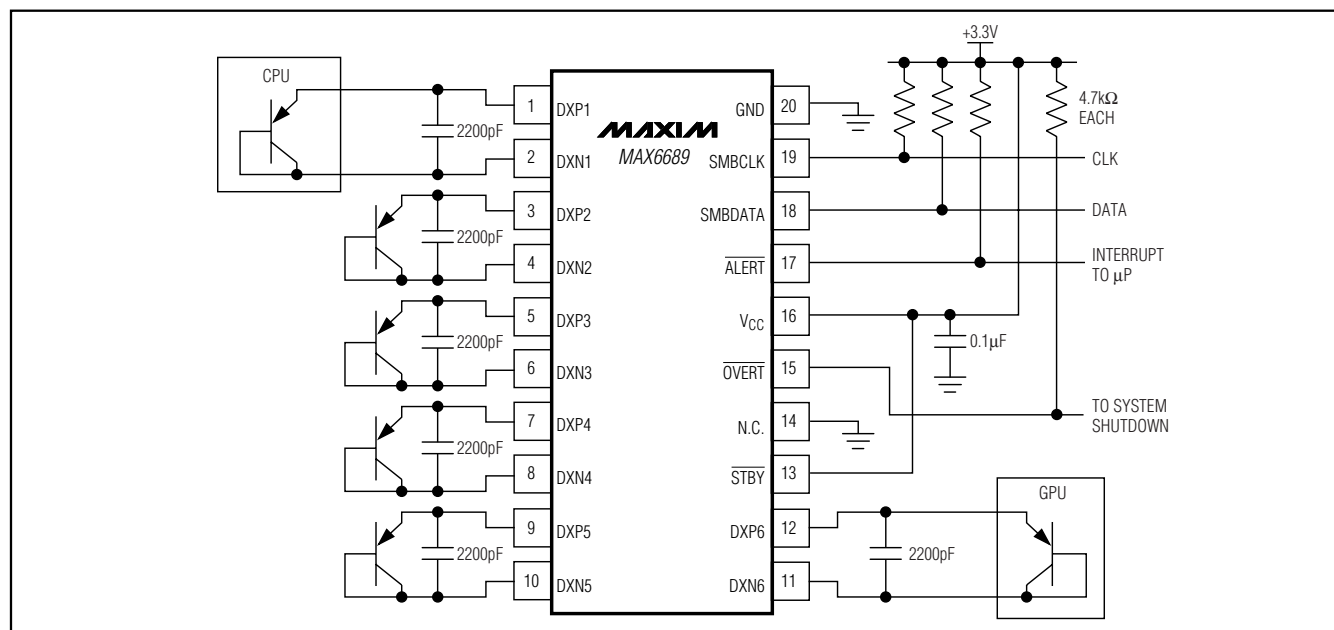 +3.3V
CPU
1
DXP1
2200pF
2
DXN1
3
DXP2
2200pF
4
DXN2
5
DXP3
2200pF
6
DXN3
7
DXP4
2200pF
8
DXN4
9
DXP5
2200pF
10
DXN5
MAXIM
MAX6689
GND
20
SMBCLK
19
SMBDATA
18
ALERT
17
VCC
16
OVERT
15
N.C.
14
STBY
13
DXP6
12
DXN6
11
4.7kΩ
EACH
CLK
DATA
INTERRUPT
TO µP
0.1µF
TO SYSTEM
SHUTDOWN
GPU
2200pF